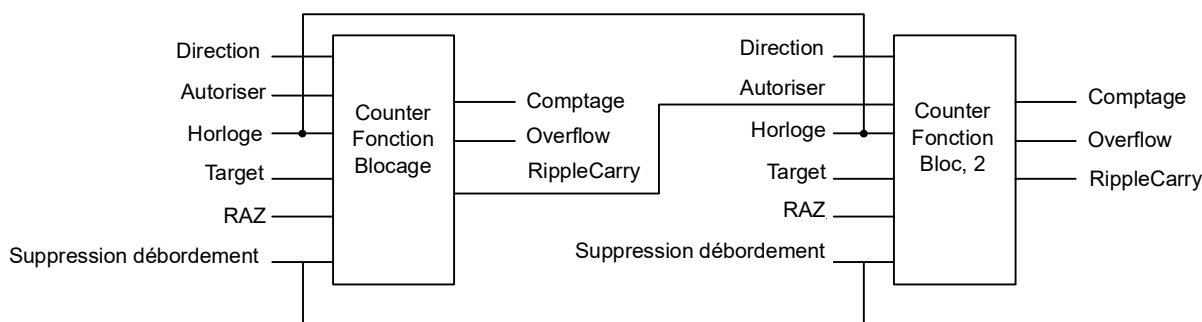 Direction
Autoriser
Horloge
Target
RAZ
Suppression débordement
Counter
Fonction
Blocage
Comptage
Overflow
RippleCarry
Direction
Autoriser
Horloge
Target
RAZ
Suppression débordement
Counter
Fonction
Bloc, 2
Comptage
Overflow
RippleCarry